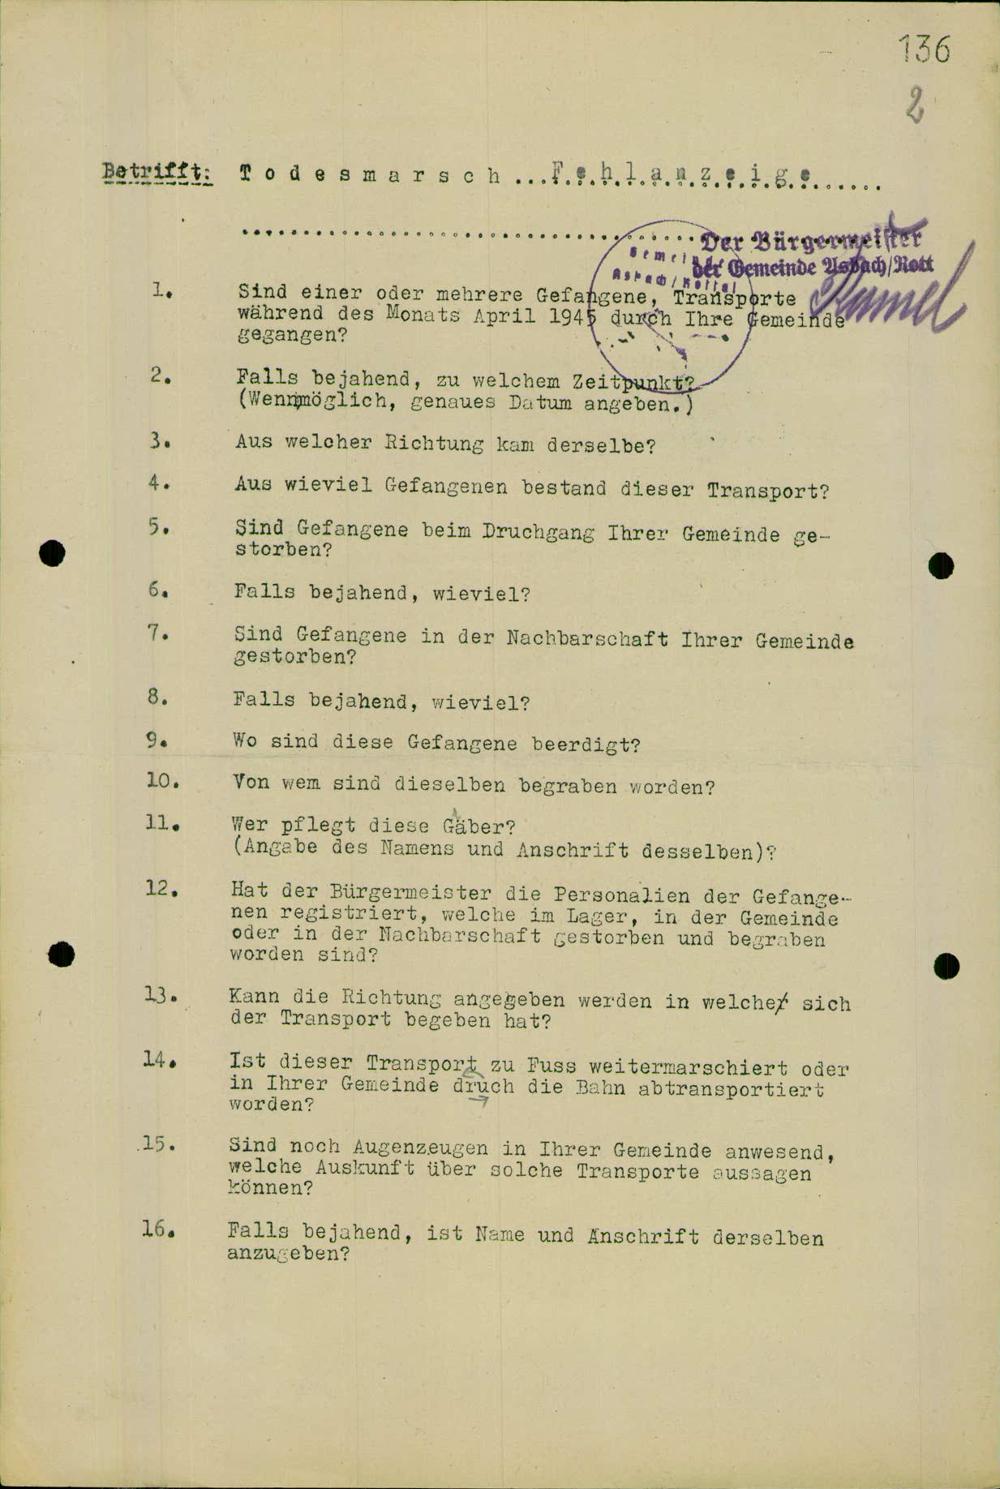 136
2
Betrifft: Todesmarsch ...Fehlanzeige......
Der Bürgermeister
der Gemeinde Asbach/Rott
1. Sind einer oder mehrere Gefangene, Transporte
während des Monats April 1945 durch Ihre Gemeinde
gegangen?
2. Falls bejahend, zu welchem Zeitpunkt?
(Wennmöglich, genaues Datum angeben.)
3. Aus welcher Richtung kam derselbe?
4. Aus wieviel Gefangenen bestand dieser Transport?
5. Sind Gefangene beim Druchgang Ihrer Gemeinde ge-
storben?
6. Falls bejahend, wieviel?
7. Sind Gefangene in der Nachbarschaft Ihrer Gemeinde
gestorben?
8. Falls bejahend, wieviel?
9. Wo sind diese Gefangene beerdigt?
10. Von wem sind dieselben begraben worden?
11. Wer pflegt diese Gäber?
(Angabe des Namens und Anschrift desselben)?
12. Hat der Bürgermeister die Personalien der Gefange-
nen registriert, welche im Lager, in der Gemeinde
oder in der Nachbarschaft gestorben und begraben
worden sind?
13. Kann die Richtung angegeben werden in welcher sich
der Transport begeben hat?
14. Ist dieser Transport zu Fuss weitermarschiert oder
in Ihrer Gemeinde druch die Bahn abtransportiert
worden?
15. Sind noch Augenzeugen in Ihrer Gemeinde anwesend,
welche Auskunft über solche Transporte aussagen
können?
16. Falls bejahend, ist Name und Anschrift derselben
anzugeben?